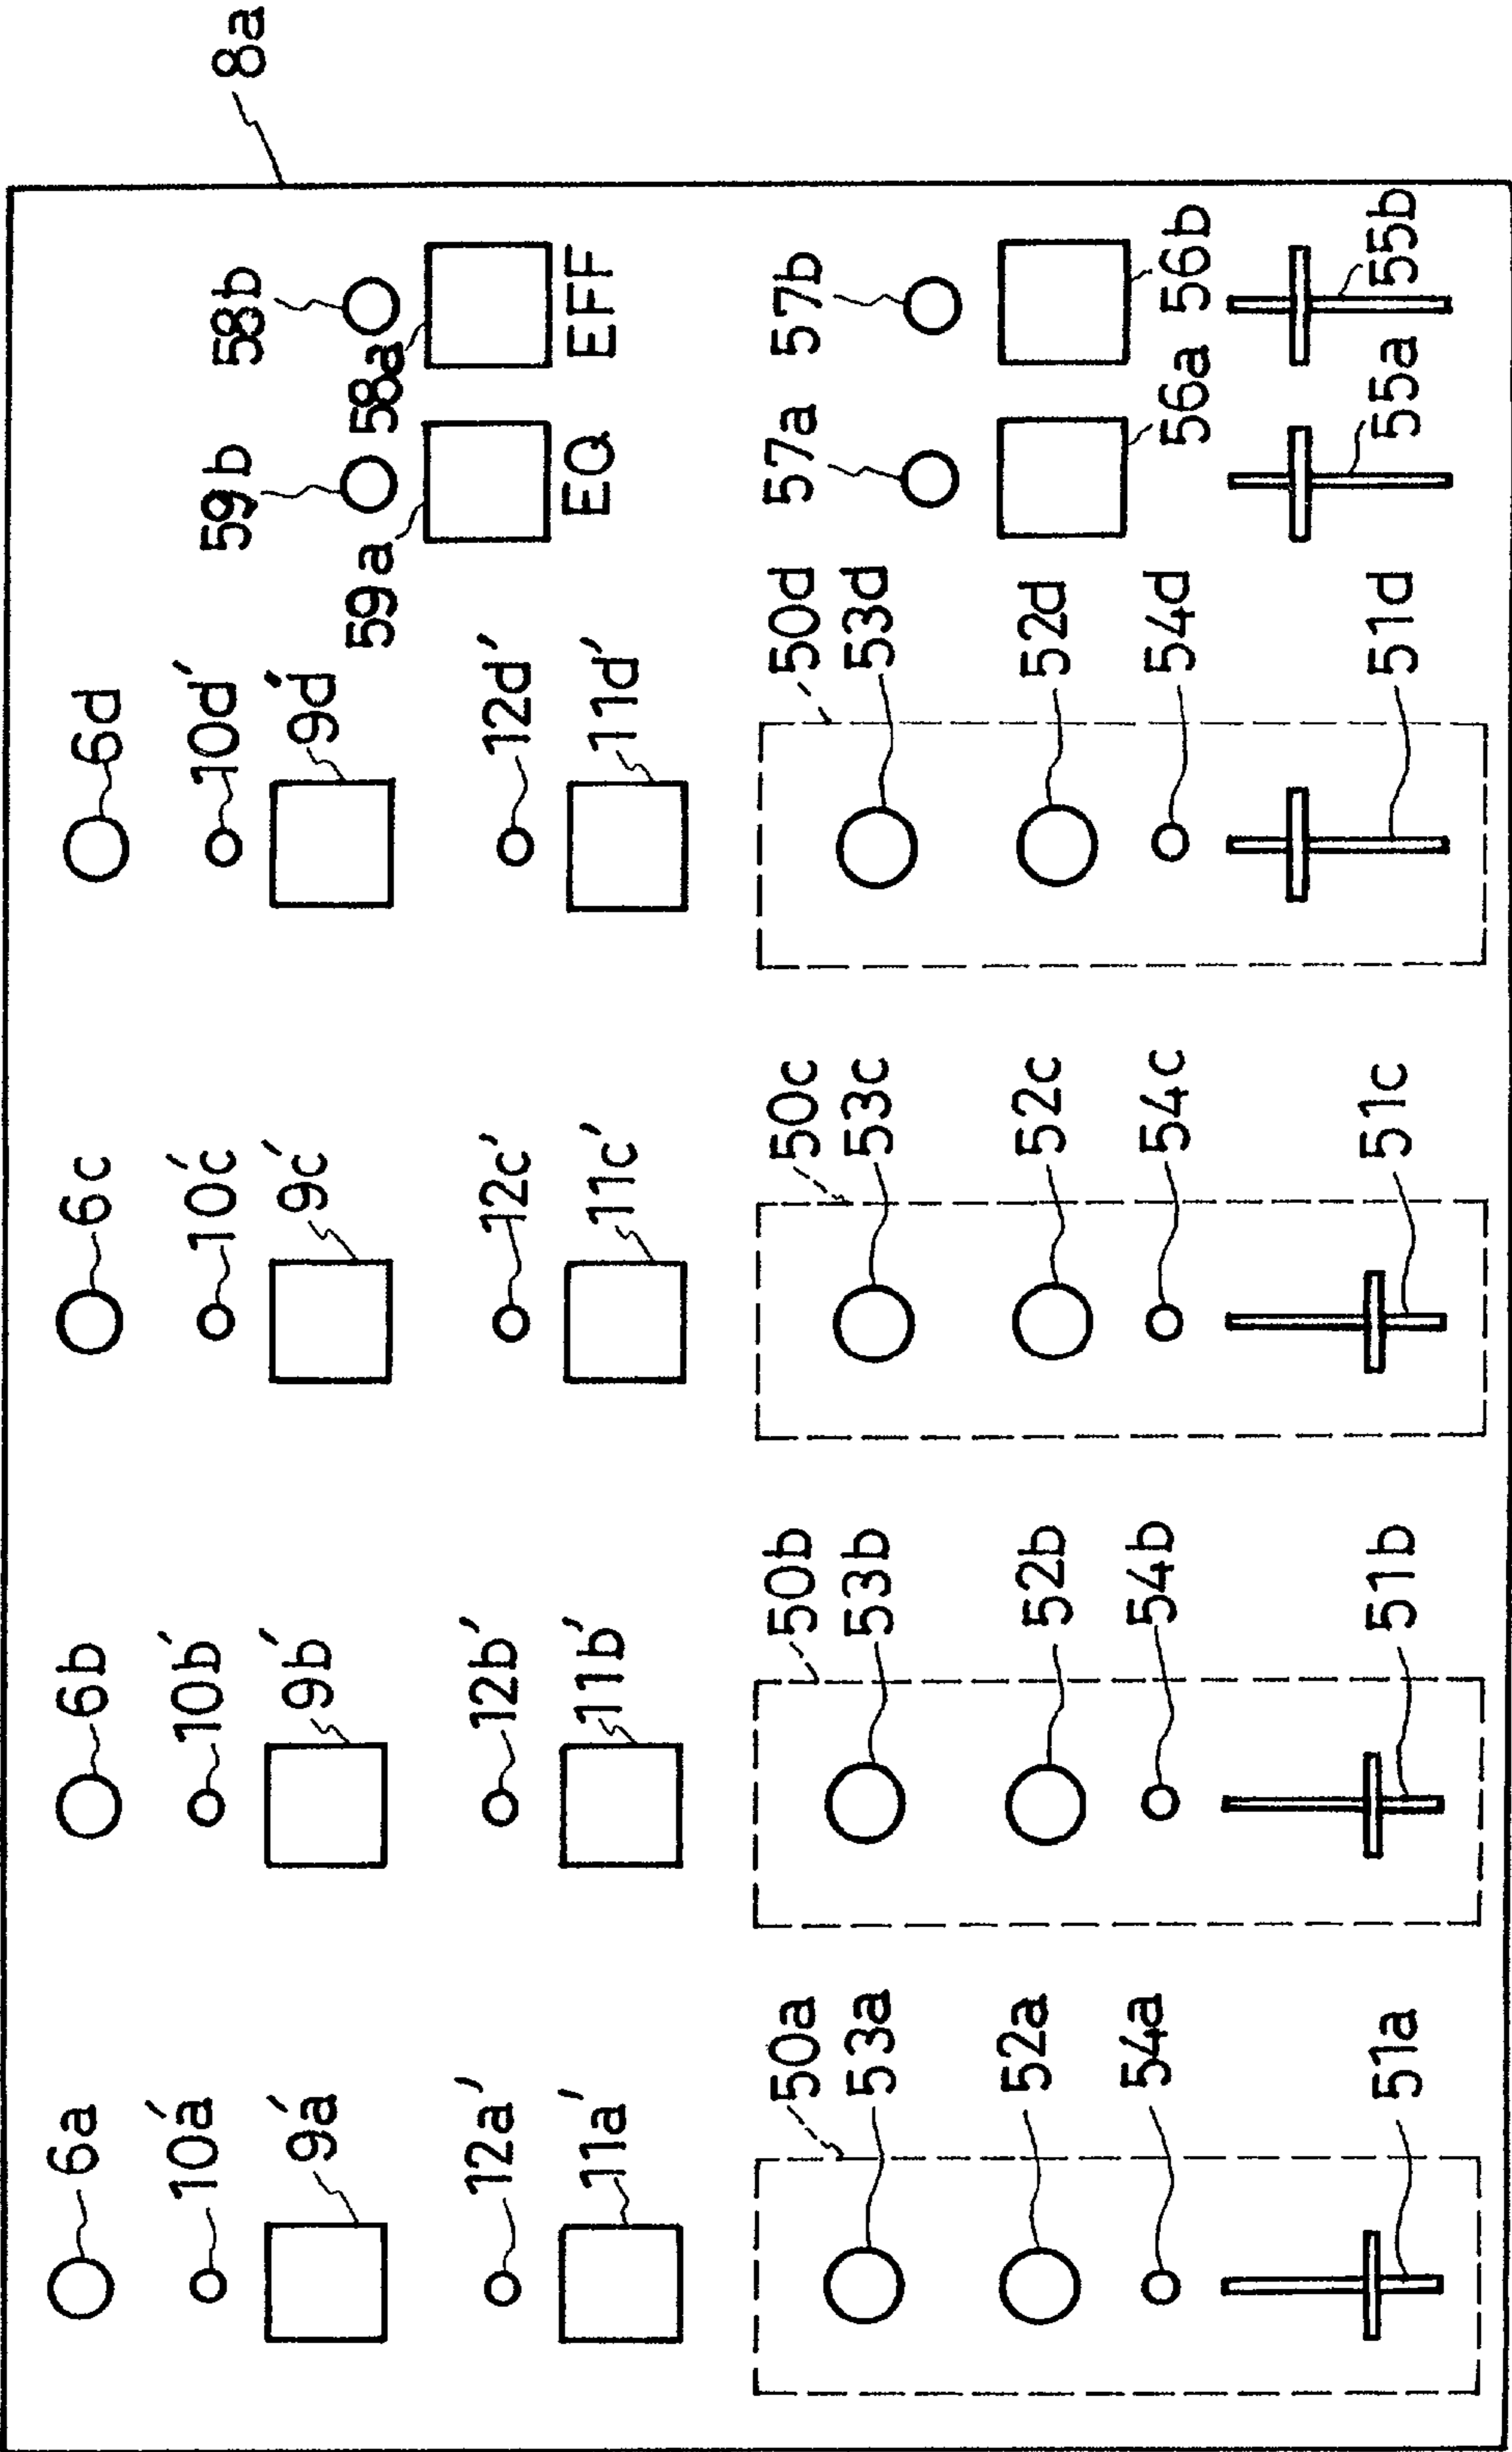 8a
6a 6b 6c 6d
10a′ 10b′ 10c′ 10d′
9a′ 9b′ 9c′ 9d′
58b
59b
58a
59a
EQ EFF
12a′ 12b′ 12c′ 12d′
11a′ 11b′ 11c′ 11d′
50a 50b 50c 50d 57a 57b
53a 53b 53c 53d
52a 52b 52c 52d
54a 54b 54c 54d 56a 56b
51a 51b 51c 51d 55a 55b